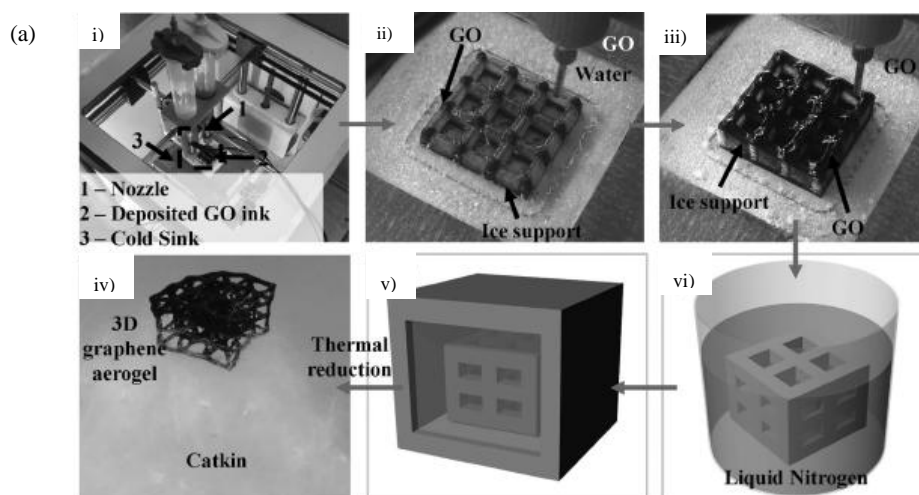 (a)
i)
1
3
2
1 – Nozzle
2 – Deposited GO ink
3 – Cold Sink
ii)
GO
GO
Water
Ice support
iii)
GO
Ice support
GO
iv)
3D
graphene
aerogel
Catkin
v)
Thermal
reduction
vi)
Liquid Nitrogen